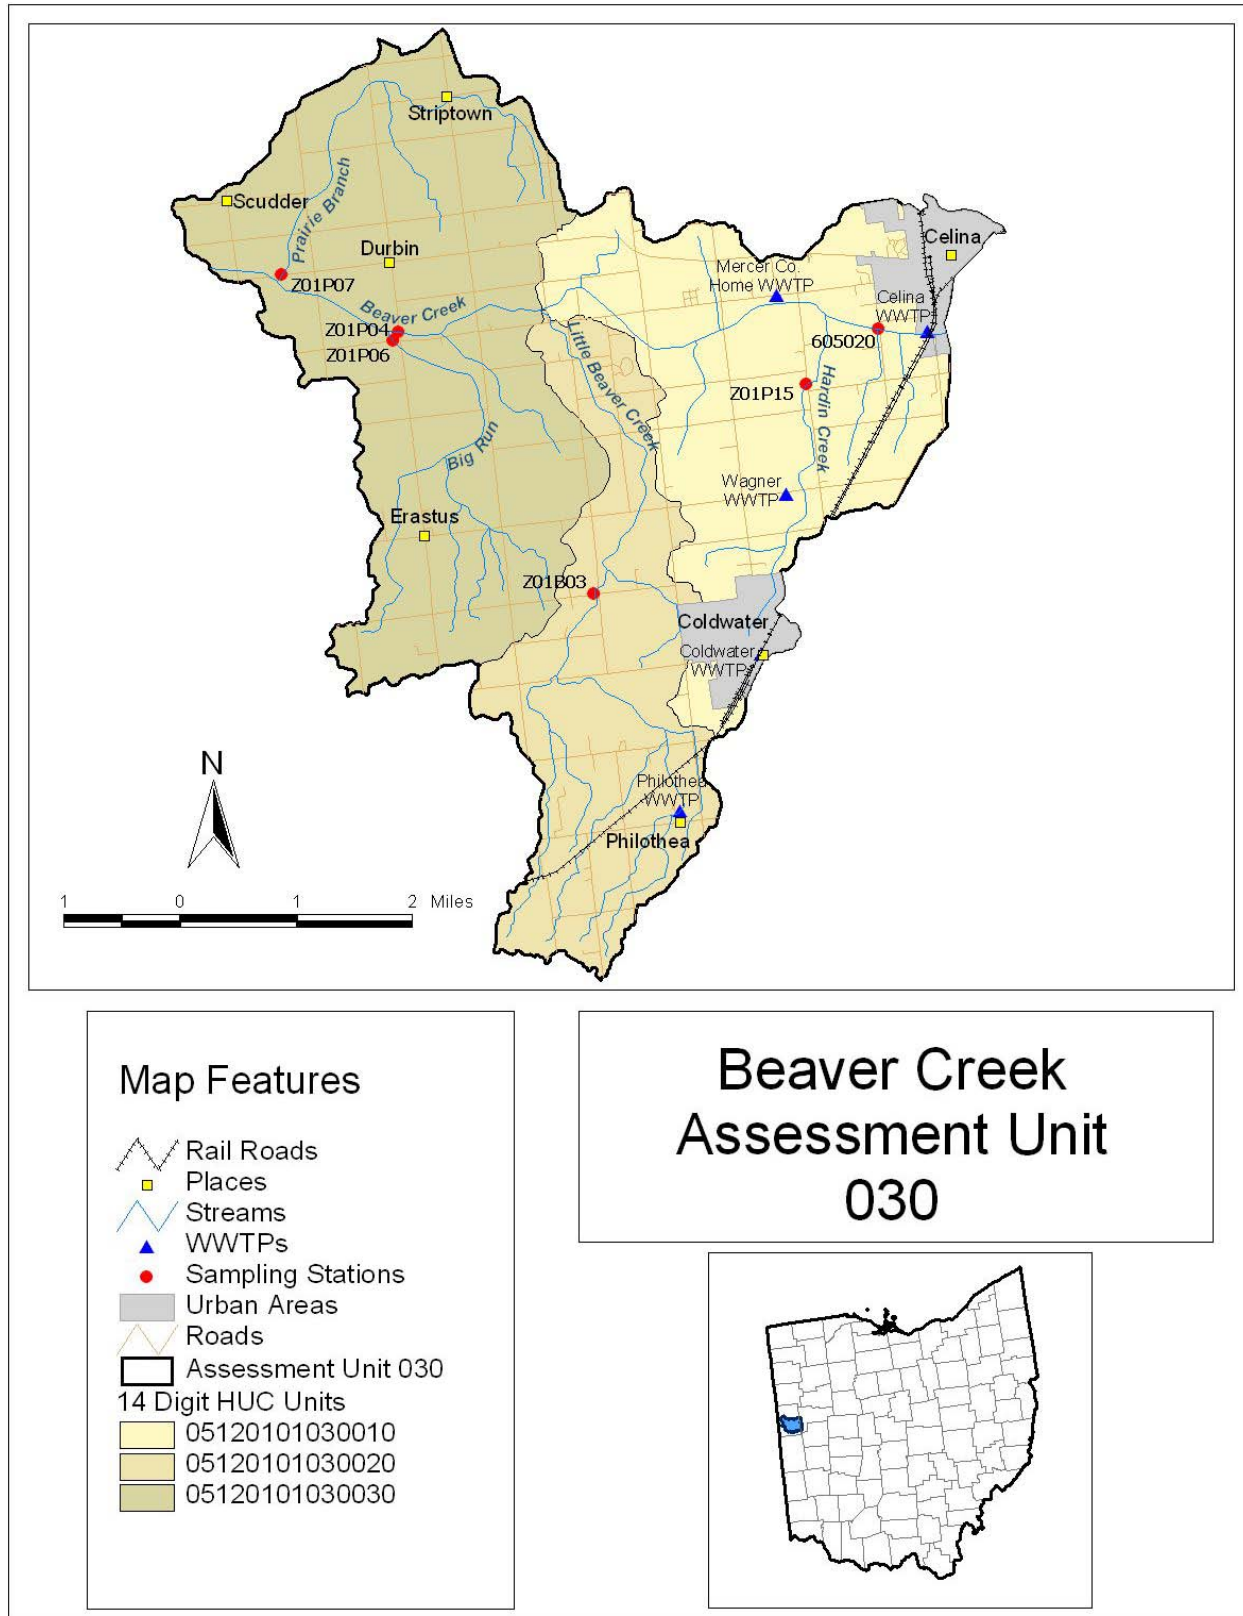 Striptown
Scudder
Prairie Branch
Durbin
Celina
Mercer Co.
Home WWTP
Z01P07
Beaver Creek
Celina
WWTP
Z01P04
Z01P06
605020
Little Beaver Creek
Z01P15
Hardin Creek
Big Run
Wagner
WWTP
Erastus
Z01B03
Coldwater
Coldwater
WWTP
N
Philothea
WWTP
Philothea
1 0 1 2 Miles
Map Features
Rail Roads
Places
Streams
WWTPs
Sampling Stations
Urban Areas
Roads
Assessment Unit 030
14 Digit HUC Units
05120101030010
05120101030020
05120101030030
Beaver Creek
Assessment Unit
030